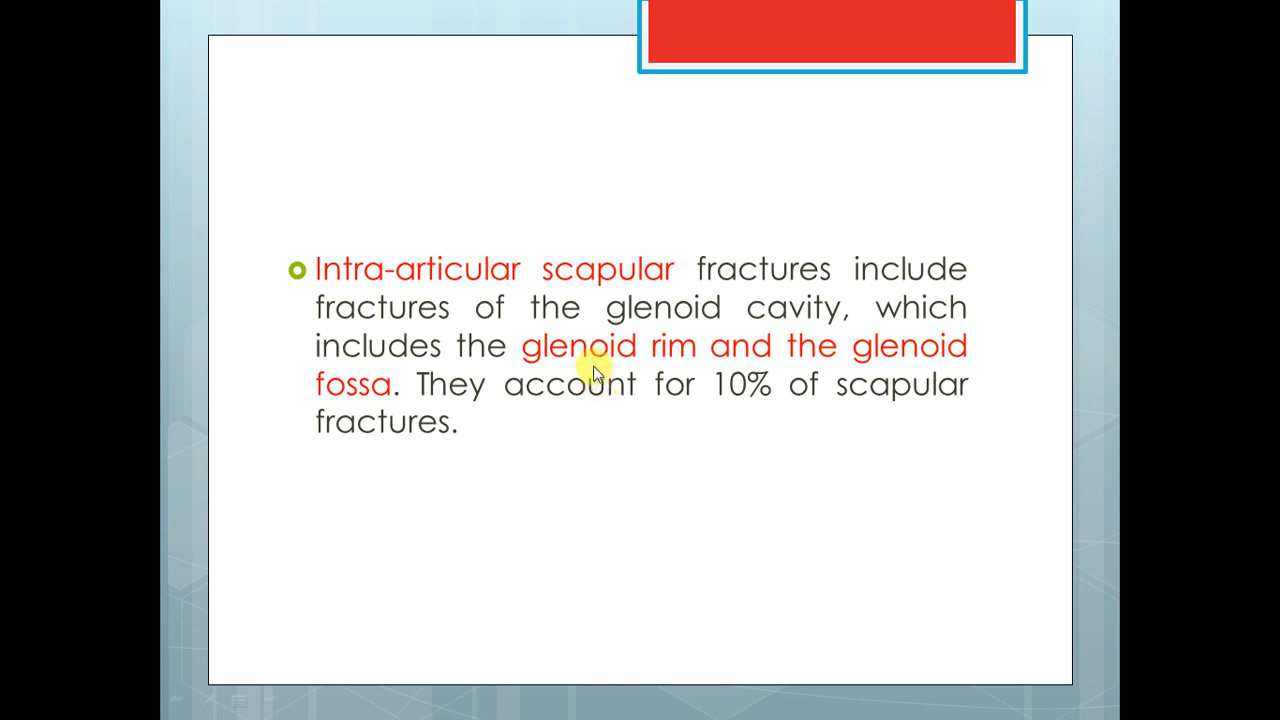 Intra-articular scapular fractures include
fractures of the glenoid cavity, which
includes the glenoid rim and the glenoid
fossa. They account for 10% of scapular
fractures.